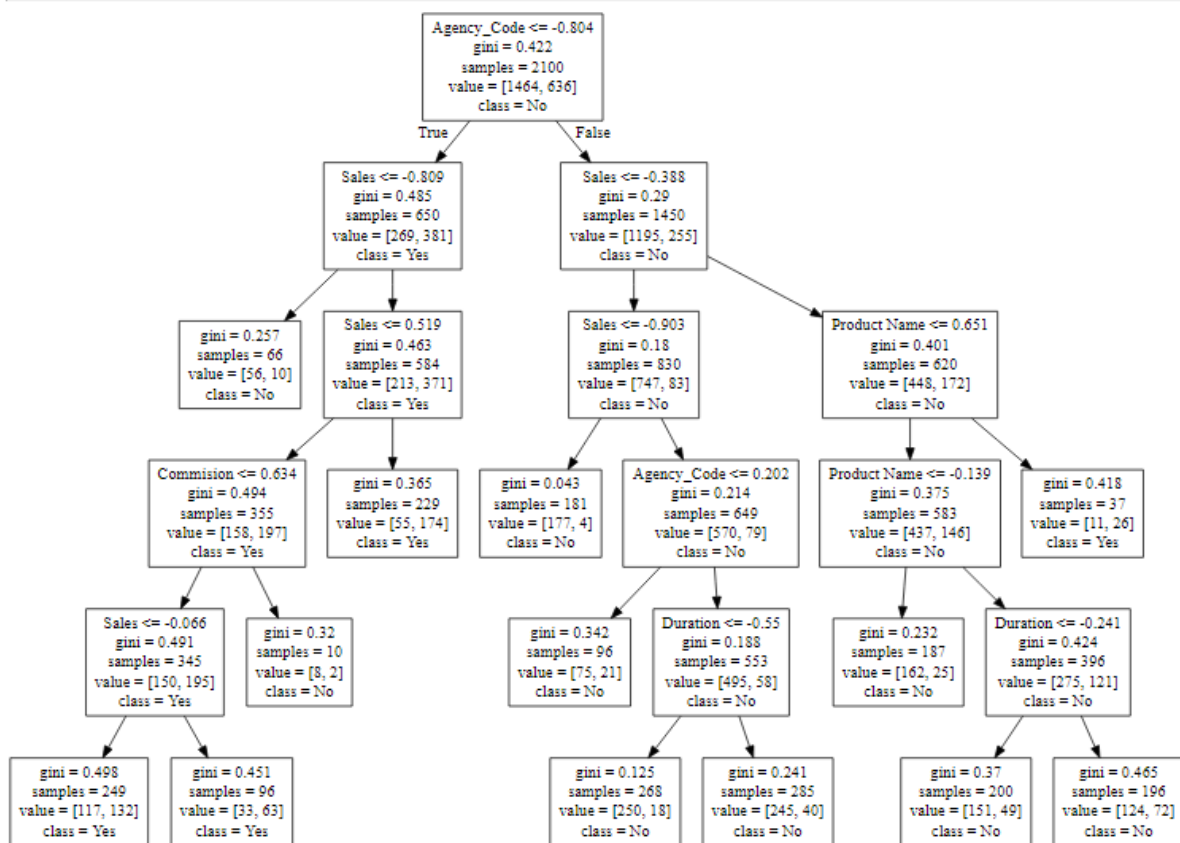 Agency_Code <= -0.804
gini = 0.422
samples = 2100
value = [1464, 636]
class = No
True
False
Sales <= -0.809
gini = 0.485
samples = 650
value = [269, 381]
class = Yes
Sales <= -0.388
gini = 0.29
samples = 1450
value = [1195, 255]
class = No
gini = 0.257
samples = 66
value = [56, 10]
class = No
Sales <= 0.519
gini = 0.463
samples = 584
value = [213, 371]
class = Yes
Sales <= -0.903
gini = 0.18
samples = 830
value = [747, 83]
class = No
Product Name <= 0.651
gini = 0.401
samples = 620
value = [448, 172]
class = No
Commision <= 0.634
gini = 0.494
samples = 355
value = [158, 197]
class = Yes
gini = 0.365
samples = 229
value = [55, 174]
class = Yes
gini = 0.043
samples = 181
value = [177, 4]
class = No
Agency_Code <= 0.202
gini = 0.214
samples = 649
value = [570, 79]
class = No
Product Name <= -0.139
gini = 0.375
samples = 583
value = [437, 146]
class = No
gini = 0.418
samples = 37
value = [11, 26]
class = Yes
Sales <= -0.066
gini = 0.491
samples = 345
value = [150, 195]
class = Yes
gini = 0.32
samples = 10
value = [8, 2]
class = No
gini = 0.342
samples = 96
value = [75, 21]
class = No
Duration <= -0.55
gini = 0.188
samples = 553
value = [495, 58]
class = No
gini = 0.232
samples = 187
value = [162, 25]
class = No
Duration <= -0.241
gini = 0.424
samples = 396
value = [275, 121]
class = No
gini = 0.498
samples = 249
value = [117, 132]
class = Yes
gini = 0.451
samples = 96
value = [33, 63]
class = Yes
gini = 0.125
samples = 268
value = [250, 18]
class = No
gini = 0.241
samples = 285
value = [245, 40]
class = No
gini = 0.37
samples = 200
value = [151, 49]
class = No
gini = 0.465
samples = 196
value = [124, 72]
class = No